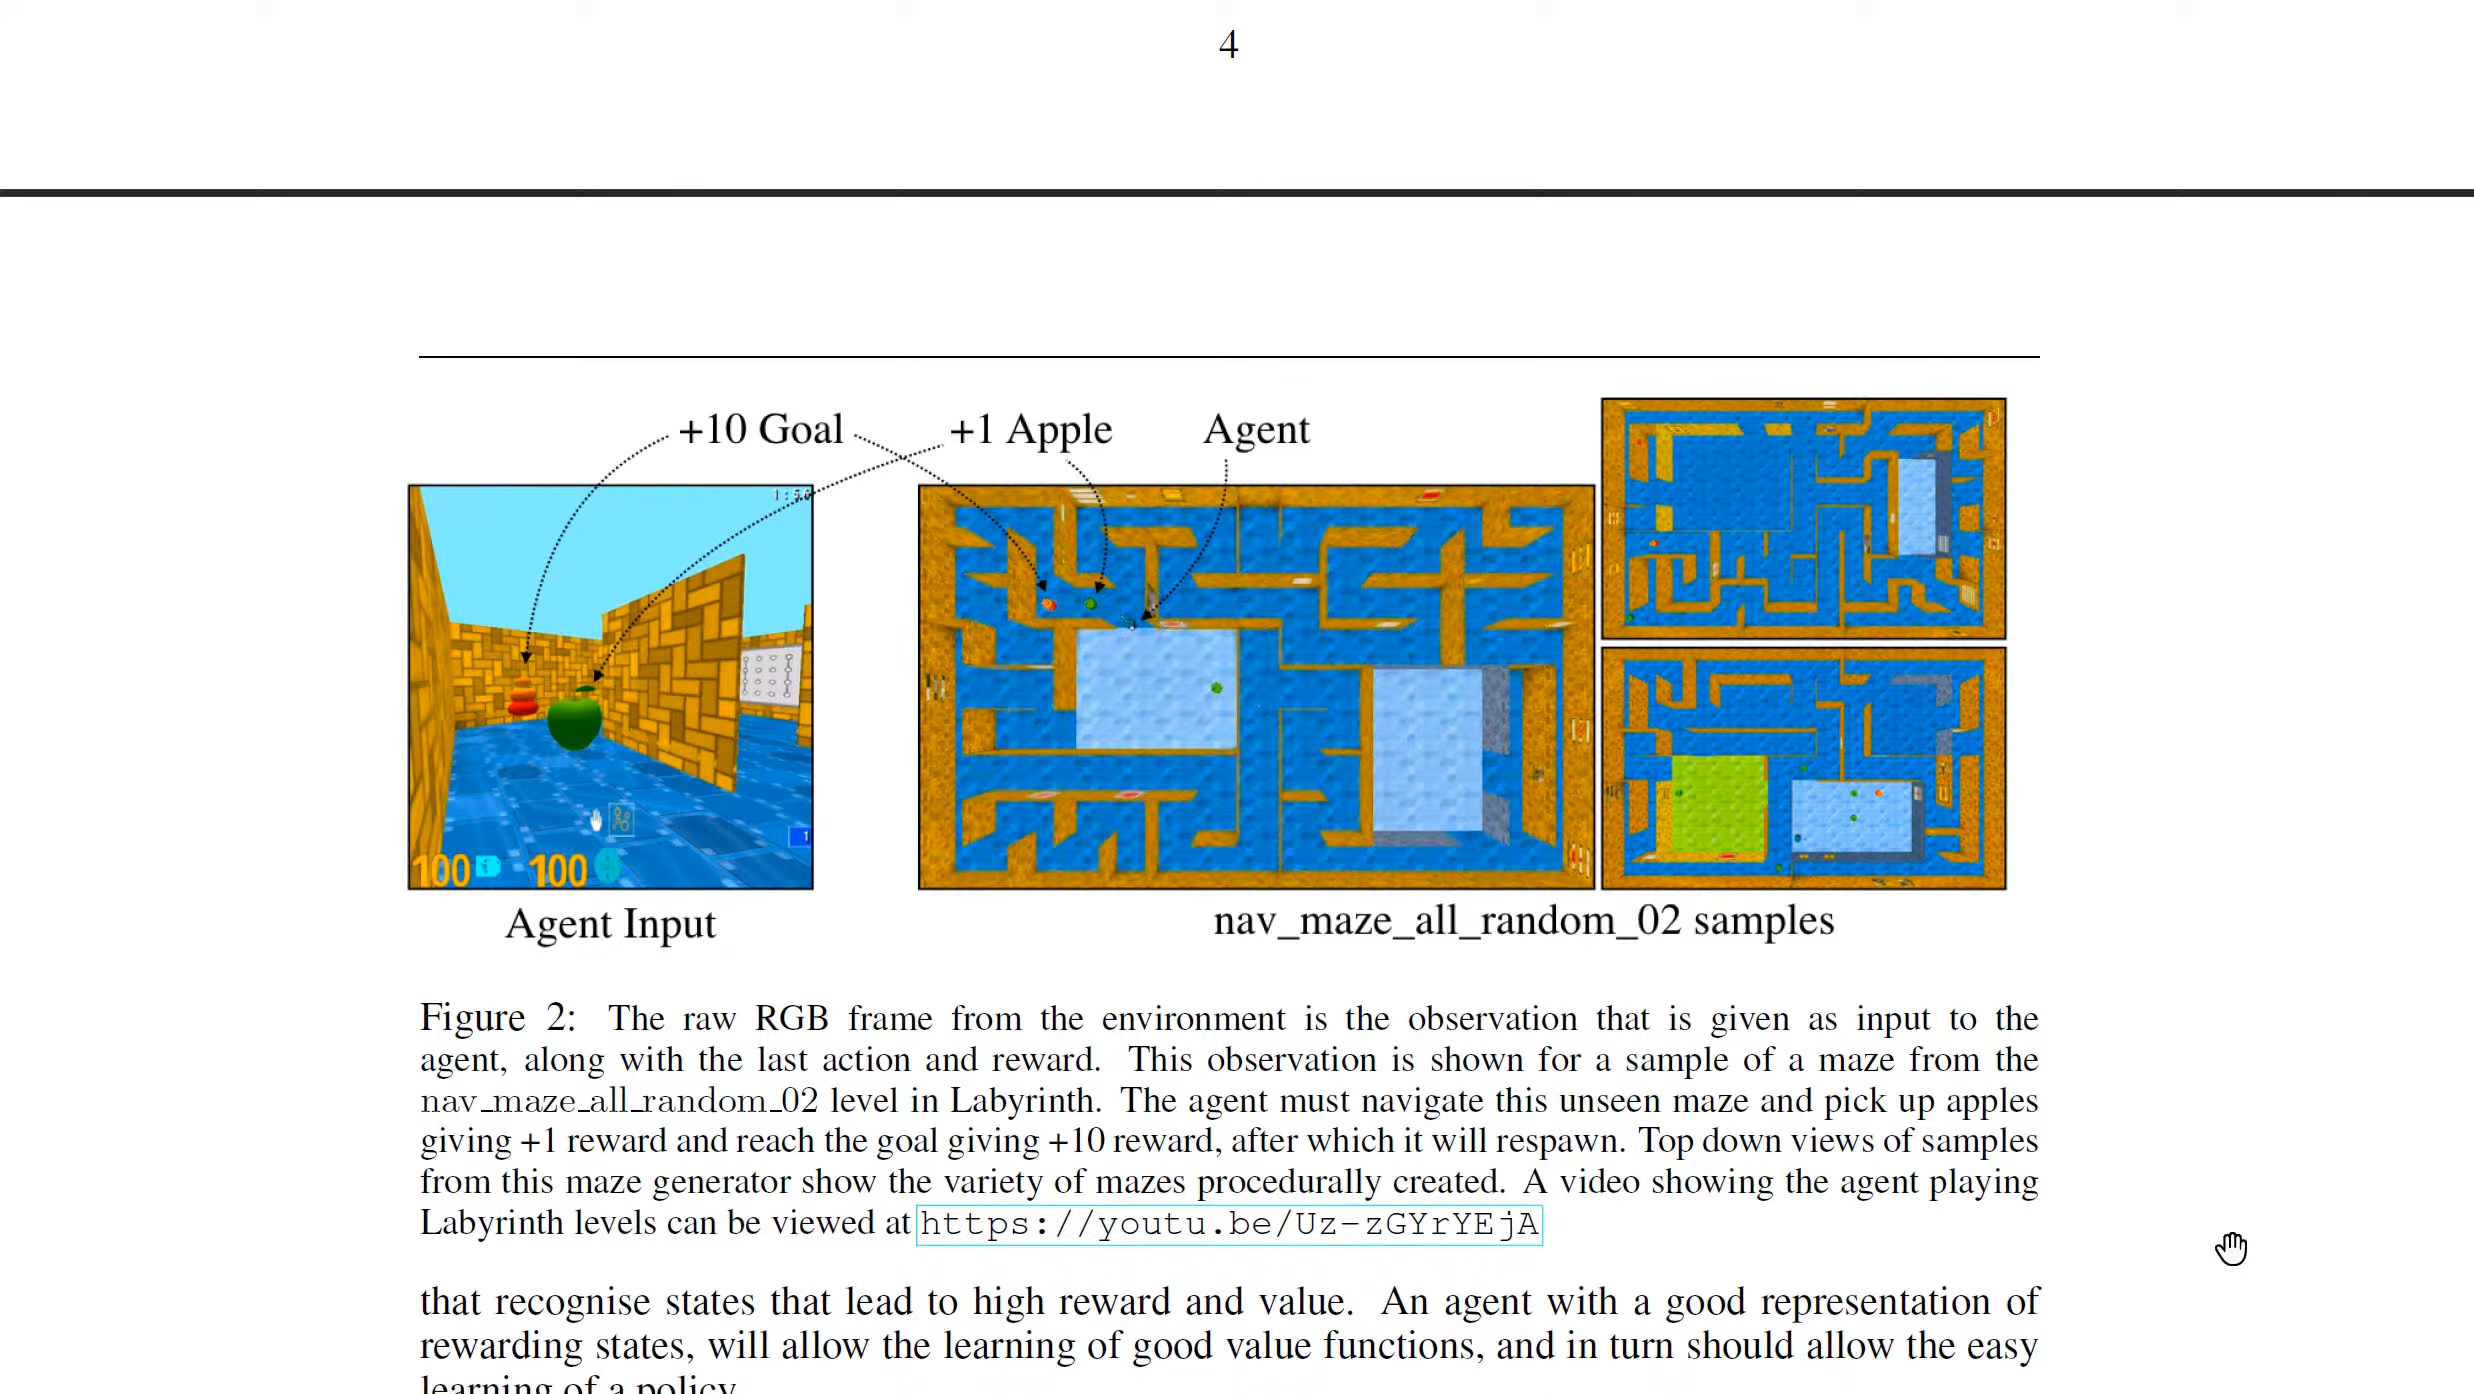 4
+10 Goal
+1 Apple
Agent
100
100
1
Agent Input
nav_maze_all_random_02 samples
Figure 2: The raw RGB frame from the environment is the observation that is given as input to the
agent, along with the last action and reward. This observation is shown for a sample of a maze from the
nav_maze_all_random_02 level in Labyrinth. The agent must navigate this unseen maze and pick up apples
giving +1 reward and reach the goal giving +10 reward, after which it will respawn. Top down views of samples
from this maze generator show the variety of mazes procedurally created. A video showing the agent playing
Labyrinth levels can be viewed at https://youtu.be/Uz-zGYrYEjA
that recognise states that lead to high reward and value. An agent with a good representation of
rewarding states, will allow the learning of good value functions, and in turn should allow the easy
learning of a policy